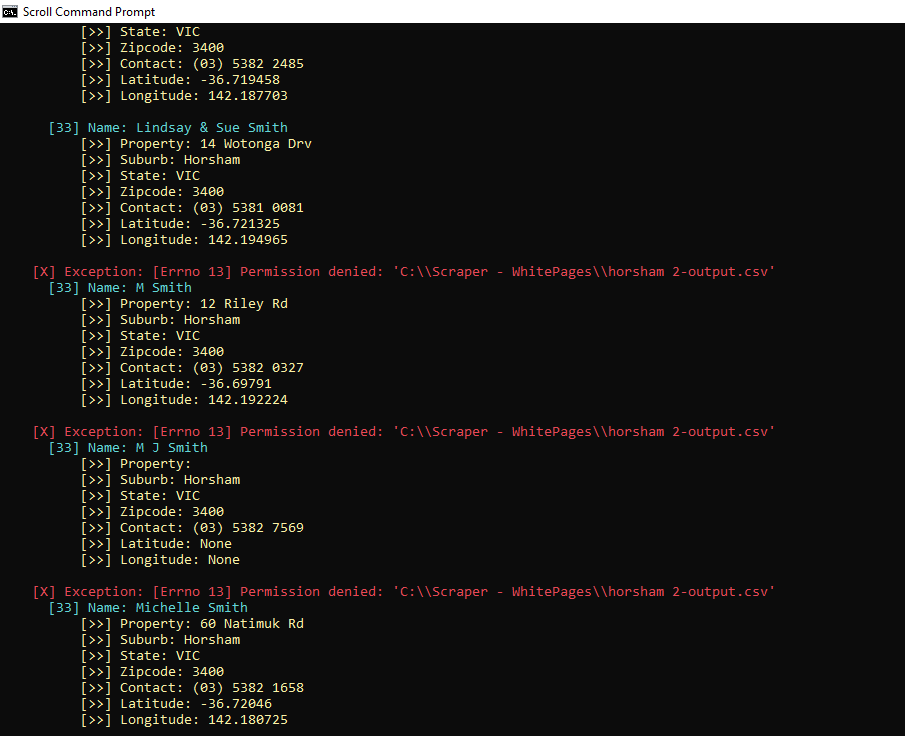 Scroll Command Prompt
[>>] State: VIC
[>>] Zipcode: 3400
[>>] Contact: (03) 5382 2485
[>>] Latitude: -36.719458
[>>] Longitude: 142.187703
[33] Name: Lindsay & Sue Smith
[>>] Property: 14 Wotonga Drv
[>>] Suburb: Horsham
[>>] State: VIC
[>>] Zipcode: 3400
[>>] Contact: (03) 5381 0081
[>>] Latitude: -36.721325
[>>] Longitude: 142.194965
[X] Exception: [Errno 13] Permission denied: 'C:\\Scraper - WhitePages\\horsham 2-output.csv'
[33] Name: M Smith
[>>] Property: 12 Riley Rd
[>>] Suburb: Horsham
[>>] State: VIC
[>>] Zipcode: 3400
[>>] Contact: (03) 5382 0327
[>>] Latitude: -36.69791
[>>] Longitude: 142.192224
[X] Exception: [Errno 13] Permission denied: 'C:\\Scraper - WhitePages\\horsham 2-output.csv'
[33] Name: M J Smith
[>>] Property:
[>>] Suburb: Horsham
[>>] State: VIC
[>>] Zipcode: 3400
[>>] Contact: (03) 5382 7569
[>>] Latitude: None
[>>] Longitude: None
[X] Exception: [Errno 13] Permission denied: 'C:\\Scraper - WhitePages\\horsham 2-output.csv'
[33] Name: Michelle Smith
[>>] Property: 60 Natimuk Rd
[>>] Suburb: Horsham
[>>] State: VIC
[>>] Zipcode: 3400
[>>] Contact: (03) 5382 1658
[>>] Latitude: -36.72046
[>>] Longitude: 142.180725